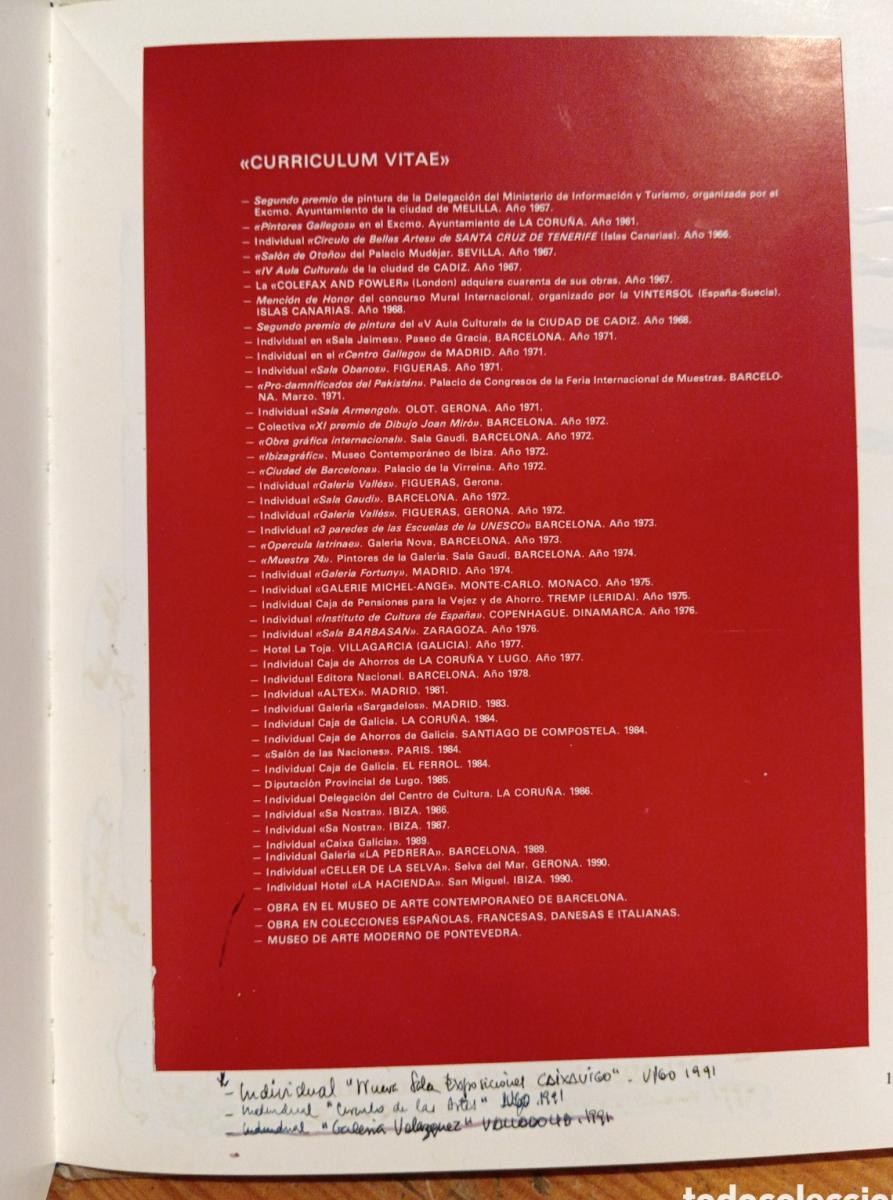 «CURRICULUM VITAE»
— Segundo premio de pintura de la Delegación del Ministerio de Información y Turismo, organizada por el
Excmo. Ayuntamiento de la ciudad de MELILLA. Año 1957.
— «Pintores Gallegos» en el Excmo. Ayuntamiento de LA CORUÑA. Año 1961.
— Individual «Círculo de Bellas Artes» de SANTA CRUZ DE TENERIFE (Islas Canarias). Año 1966.
— «Salón de Otoño» del Palacio Mudéjar. SEVILLA. Año 1967.
— «IV Aula Cultural» de la ciudad de CADIZ. Año 1967.
— La «COLEFAX AND FOWLER» (London) adquiere cuarenta de sus obras. Año 1967.
— Mención de Honor del concurso Mural Internacional, organizado por la VINTERSOL (España-Suecia).
ISLAS CANARIAS. Año 1968.
— Segundo premio de pintura del «V Aula Cultural» de la CIUDAD DE CADIZ. Año 1968.
— Individual en «Sala Jaimes». Paseo de Gracia, BARCELONA. Año 1971.
— Individual en el «Centro Gallego» de MADRID. Año 1971.
— Individual «Sala Obanos». FIGUERAS. Año 1971.
— «Pro-damnificados del Pakistán». Palacio de Congresos de la Feria Internacional de Muestras. BARCELO-
NA. Marzo. 1971.
— Individual «Sala Armengol». OLOT. GERONA. Año 1971.
— Colectiva «XI premio de Dibujo Joan Miró». BARCELONA. Año 1972.
— «Obra gráfica internacional». Sala Gaudí. BARCELONA. Año 1972.
— «Ibizagráfic». Museo Contemporáneo de Ibiza. Año 1972.
— «Ciudad de Barcelona». Palacio de la Virreina. Año 1972.
— Individual «Galería Vallés». FIGUERAS, Gerona.
— Individual «Sala Gaudí». BARCELONA. Año 1972.
— Individual «Galería Vallés». FIGUERAS, GERONA. Año 1972.
— Individual «3 paredes de las Escuelas de la UNESCO» BARCELONA. Año 1973.
— «Opercula latrinae». Galería Nova, BARCELONA. Año 1973.
— «Muestra 74». Pintores de la Galería. Sala Gaudí, BARCELONA. Año 1974.
— Individual «Galería Fortuny», MADRID. Año 1974.
— Individual «GALERIE MICHEL-ANGE». MONTE-CARLO. MONACO. Año 1975.
— Individual Caja de Pensiones para la Vejez y de Ahorro. TREMP (LERIDA). Año 1975.
— Individual «Instituto de Cultura de España». COPENHAGUE. DINAMARCA. Año 1976.
— Individual «Sala BARBASAN». ZARAGOZA. Año 1976.
— Hotel La Toja. VILLAGARCIA (GALICIA). Año 1977.
— Individual Caja de Ahorros de LA CORUÑA Y LUGO. Año 1977.
— Individual Editora Nacional. BARCELONA. Año 1978.
— Individual «ALTEX». MADRID. 1981.
— Individual Galería «Sargadelos». MADRID. 1983.
— Individual Caja de Galicia. LA CORUÑA. 1984.
— Individual Caja de Ahorros de Galicia. SANTIAGO DE COMPOSTELA. 1984.
— «Salón de las Naciones». PARIS. 1984.
— Individual Caja de Galicia. EL FERROL. 1984.
— Diputación Provincial de Lugo. 1985.
— Individual Delegación del Centro de Cultura. LA CORUÑA. 1986.
— Individual «Sa Nostra». IBIZA. 1986.
— Individual «Sa Nostra». IBIZA. 1987.
— Individual «Caixa Galicia». 1989.
— Individual Galería «LA PEDRERA». BARCELONA. 1989.
— Individual «CELLER DE LA SELVA». Selva del Mar. GERONA. 1990.
— Individual Hotel «LA HACIENDA». San Miguel. IBIZA. 1990.
— OBRA EN EL MUSEO DE ARTE CONTEMPORANEO DE BARCELONA.
— OBRA EN COLECCIONES ESPAÑOLAS, FRANCESAS, DANESAS E ITALIANAS.
— MUSEO DE ARTE MODERNO DE PONTEVEDRA.
— Individual "Nueva Sala Exposiciones CAIXAVIGO". VIGO 1991
— Individual "Circulo de las Artes" LUGO. 1991
— Individual "Galeria Velazquez" VALLADOLID. 1991
1
todocoleccio